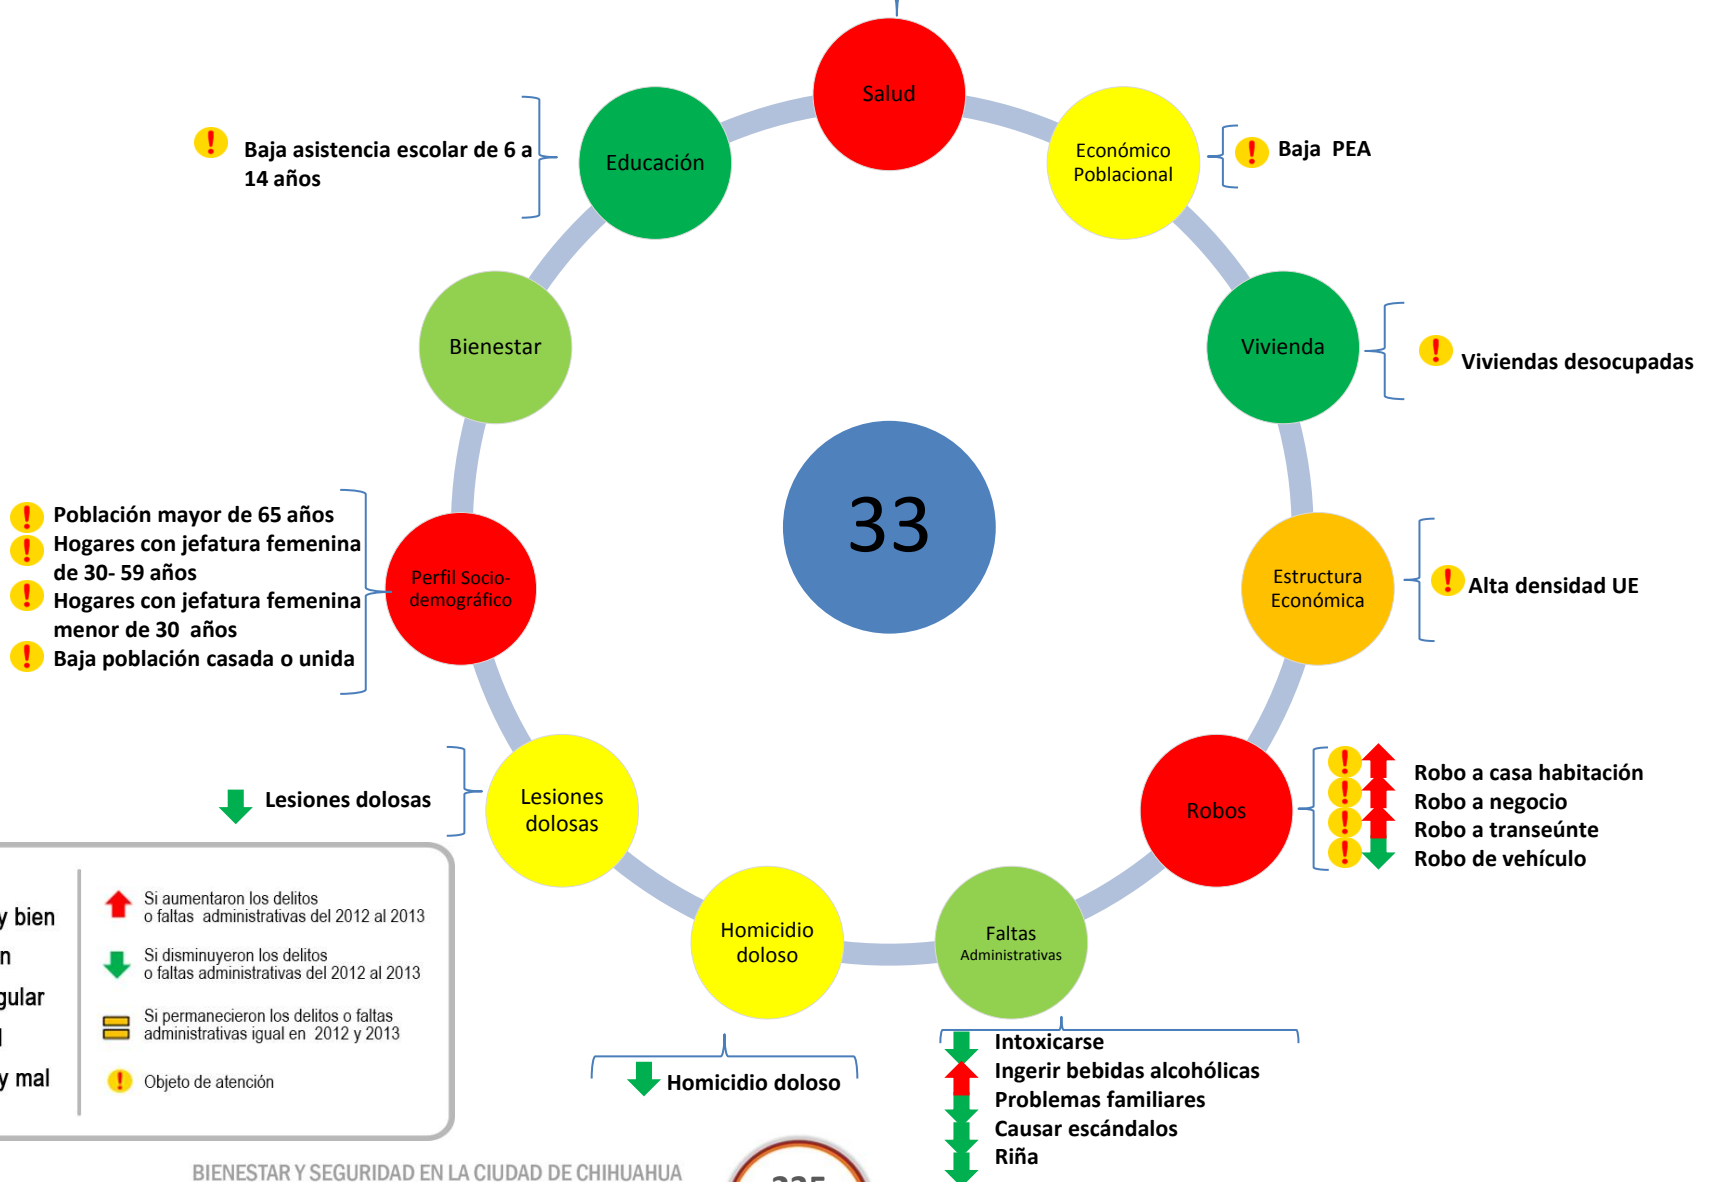 Salud
Educación
Económico
Poblacional
Baja asistencia escolar de 6 a
14 años
Baja PEA
Bienestar
Vivienda
Viviendas desocupadas
33
Población mayor de 65 años
Hogares con jefatura femenina
de 30- 59 años
Hogares con jefatura femenina
menor de 30 años
Baja población casada o unida
Perfil Socio-
demográfico
Estructura
Económica
Alta densidad UE
Lesiones dolosas
Lesiones
dolosas
Robos
Robo a casa habitación
Robo a negocio
Robo a transeúnte
Robo de vehículo
Homicidio
doloso
Faltas
Administrativas
Homicidio doloso
Intoxicarse
Ingerir bebidas alcohólicas
Problemas familiares
Causar escándalos
Riña
y bien
n
gular
l
y mal
Si aumentaron los delitos
o faltas administrativas del 2012 al 2013
Si disminuyeron los delitos
o faltas administrativas del 2012 al 2013
Si permanecieron los delitos o faltas
administrativas igual en 2012 y 2013
Objeto de atención
BIENESTAR Y SEGURIDAD EN LA CIUDAD DE CHIHUAHUA